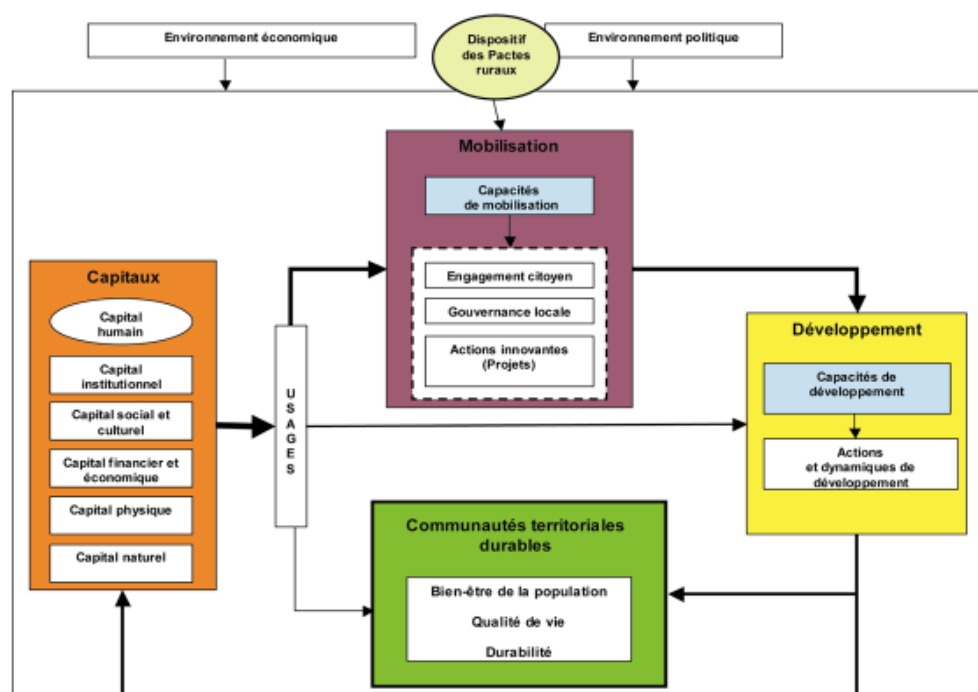 Environnement économique
Dispositif
des Pactes
ruraux
Environnement politique
Mobilisation
Capacités
de mobilisation
Engagement citoyen
Gouvernance locale
Actions innovantes
(Projets)
Capitaux
Capital
humain
Capital
institutionnel
Capital social et
culturel
Capital financier et
économique
Capital physique
Capital naturel
USAGES
Développement
Capacités de
développement
Actions
et dynamiques de
développement
Communautés territoriales
durables
Bien-être de la population
Qualité de vie
Durabilité